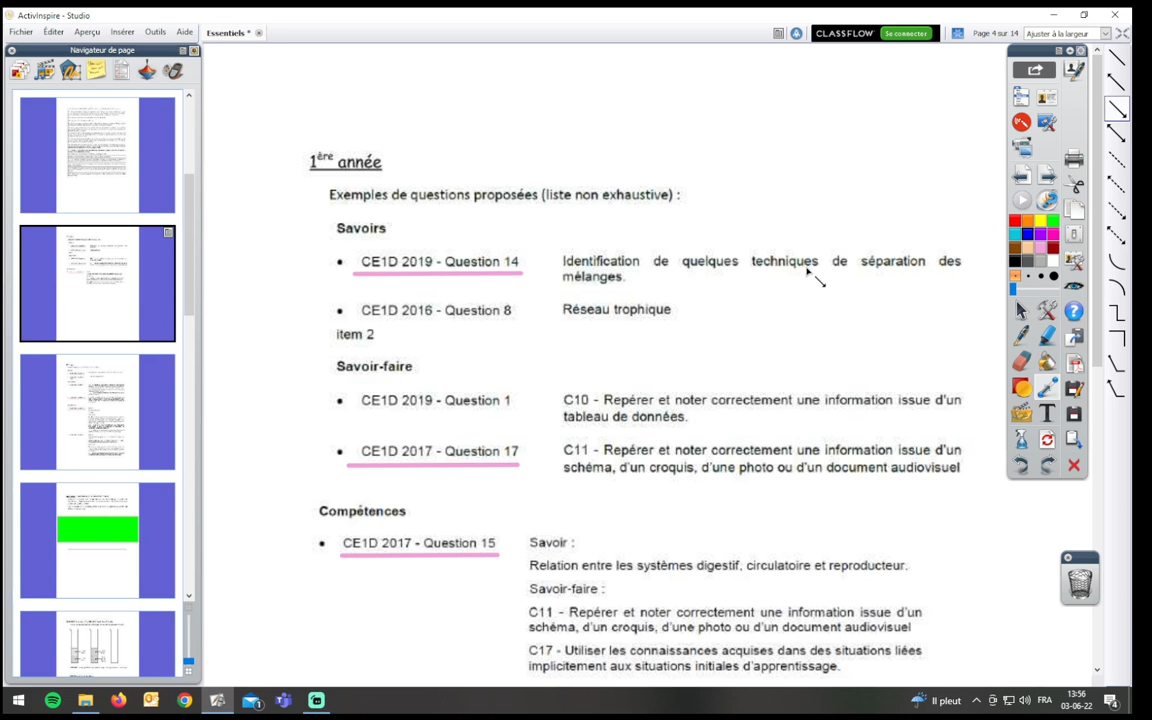 ActivInspire - Studio
Fichier Éditer Aperçu Insérer Outils Aide
Essentiels *
CLASSFLOW Se connecter
Page 4 sur 14
Ajuster à la largeur
Navigateur de page
1ère année
Exemples de questions proposées (liste non exhaustive) :
Savoirs
• CE1D 2019 - Question 14 Identification de quelques techniques de séparation des
mélanges.
• CE1D 2016 - Question 8 Réseau trophique
item 2
Savoir-faire
• CE1D 2019 - Question 1 C10 - Repérer et noter correctement une information issue d'un
tableau de données.
• CE1D 2017 - Question 17 C11 - Repérer et noter correctement une information issue d'un
schéma, d'un croquis, d'une photo ou d'un document audiovisuel
Compétences
• CE1D 2017 - Question 15 Savoir :
Relation entre les systèmes digestif, circulatoire et reproducteur.
Savoir-faire :
C11 - Repérer et noter correctement une information issue d'un
schéma, d'un croquis, d'une photo ou d'un document audiovisuel
C17 - Utiliser les connaissances acquises dans des situations liées
implicitement aux situations initiales d'apprentissage.
Il pleut
FRA
13:56
03-06-22
4